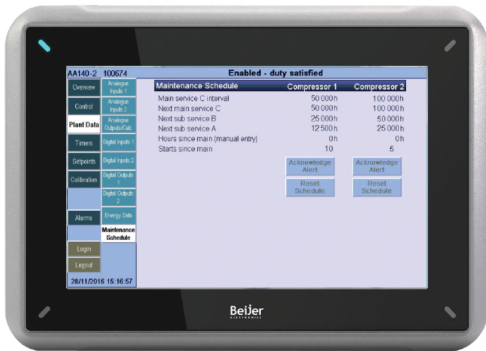 AA140-2 100674 Enabled - duty satisfied
Overview
Control
Plant Data
Timers
Setpoints
Calibration
Alarms
Login
Logout
28/11/2016 15:16:57
Analogue Inputs 1
Analogue Inputs 2
Analogue Outputs/Calc
Digital Inputs 1
Digital Inputs 2
Digital Outputs 1
Digital Outputs 2
Energy Data
Maintenance Schedule
Maintenance Schedule Compressor 1 Compressor 2
Main service C interval 50 000h 100 000h
Next main service C 50 000h 100 000h
Next sub service B 25 000h 50 000h
Next sub service A 12 500h 25 000h
Hours since main (manual entry) 0h 0h
Starts since main 10 5
Acknowledge Alert Acknowledge Alert
Reset Schedule Reset Schedule
Beijer
ELECTRONICS